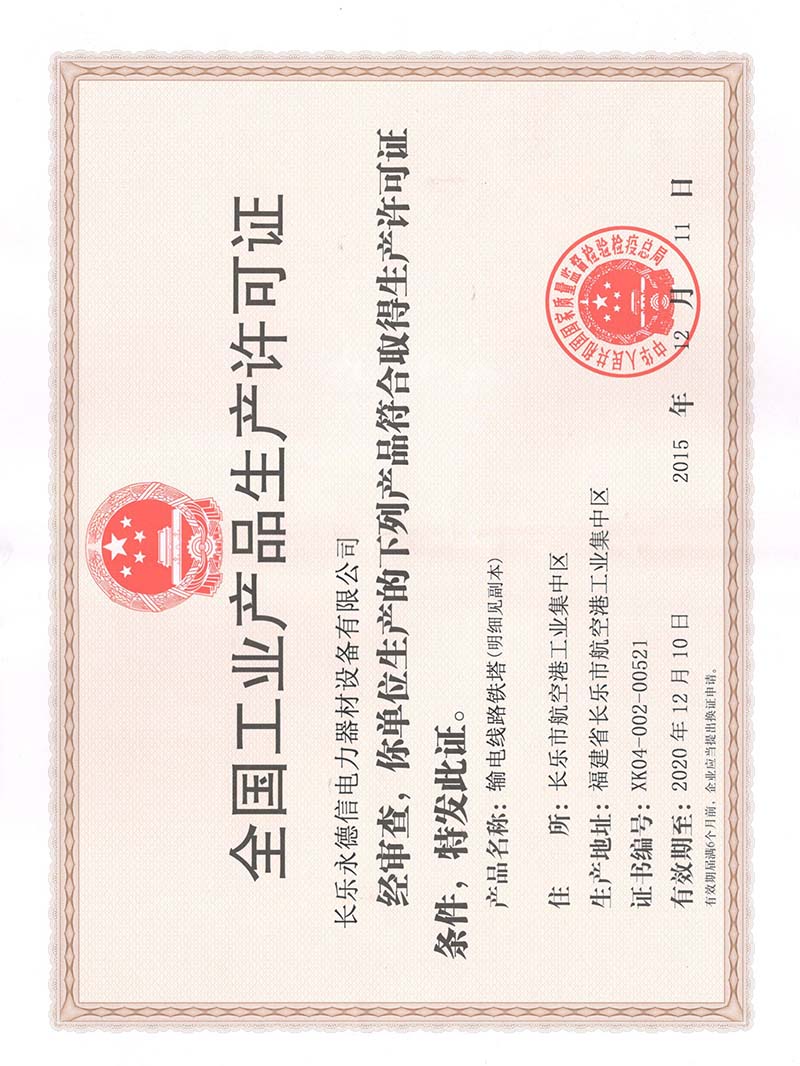 全国工业产品生产许可证
长乐永德信电力器材设备有限公司
经审查，你单位生产的下列产品符合取得生产许可证
条件，特发此证。
产品名称：输电线路铁塔(明细见副本)
住 所：长乐市航空港工业集中区
生产地址：福建省长乐市航空港工业集中区
证书编号：XK04-002-00521
有效期至：2020 年 12 月 10 日
2015 年 12 月 11 日
有效期届满6个月前，企业应当提出换证申请。
中华人民共和国国家质量监督检验检疫总局